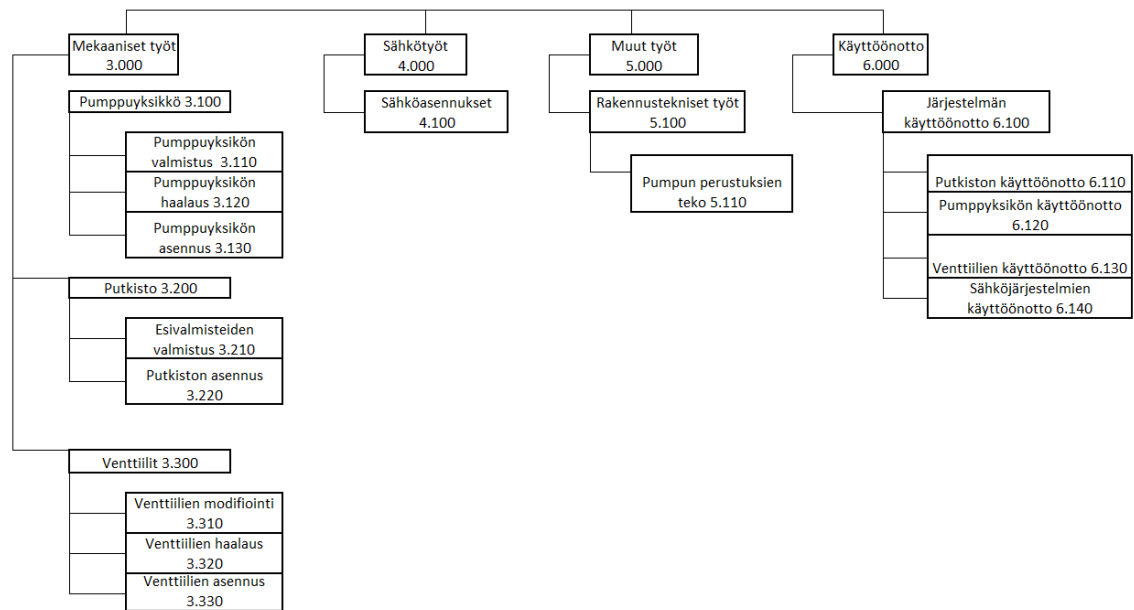 Mekaaniset työt
3.000
Sähkötyöt
4.000
Muut työt
5.000
Käyttöönotto
6.000
Pumppuyksikkö 3.100
Sähköasennukset
4.100
Rakennustekniset työt
5.100
Järjestelmän
käyttöönotto 6.100
Pumppuyksikön
valmistus 3.110
Pumppuyksikön
haalaus 3.120
Pumppuyksikön
asennus 3.130
Pumpun perustuksien
teko 5.110
Putkiston käyttöönotto 6.110
Pumppyksikön käyttöönotto
6.120
Venttiilien käyttöönotto 6.130
Sähköjärjestelmien
käyttöönotto 6.140
Putkisto 3.200
Esivalmisteiden
valmistus 3.210
Putkiston asennus
3.220
Venttiilit 3.300
Venttiilien modifiointi
3.310
Venttiilien haalaus
3.320
Venttiilien asennus
3.330